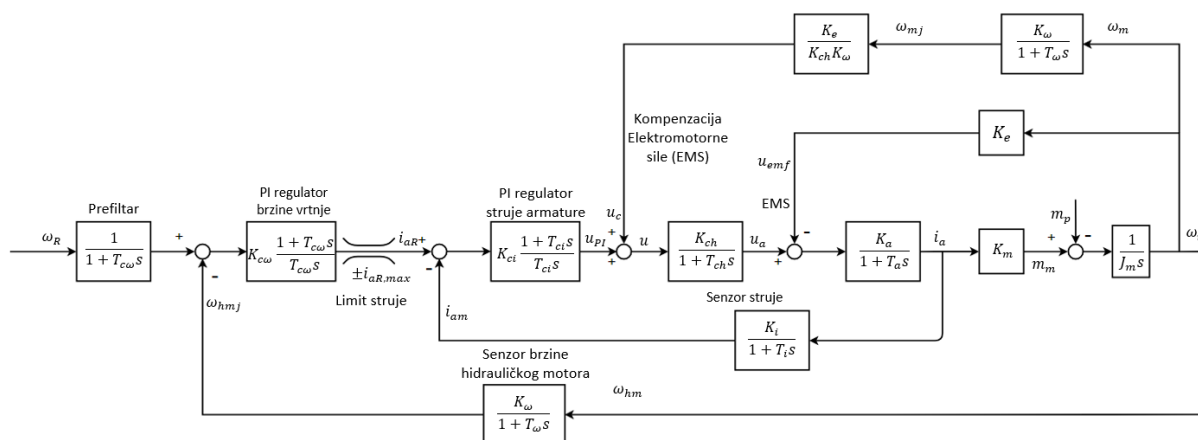 K_e
K_ch K_ω
ω_mj
K_ω
1 + T_ω s
ω_m
Kompenzacija
Elektromotorne
sile (EMS)
K_e
u_emf
EMS
Prefiltar
PI regulator
brzine vrtnje
PI regulator
struje armature
ω_R
1
1 + T_cω s
+
-
K_cω
1 + T_cω s
T_cω s
i_aR
+
-
±i_aR,max
Limit struje
K_ci
1 + T_ci s
T_ci s
u_PI
u_c
+
+
u
K_ch
1 + T_ch s
u_a
+
-
K_a
1 + T_a s
i_a
K_m
m_p
+
m_m
-
1
J_m s
ω_hmj
i_am
Senzor struje
K_i
1 + T_i s
Senzor brzine
hidrauličkog motora
K_ω
1 + T_ω s
ω_hm